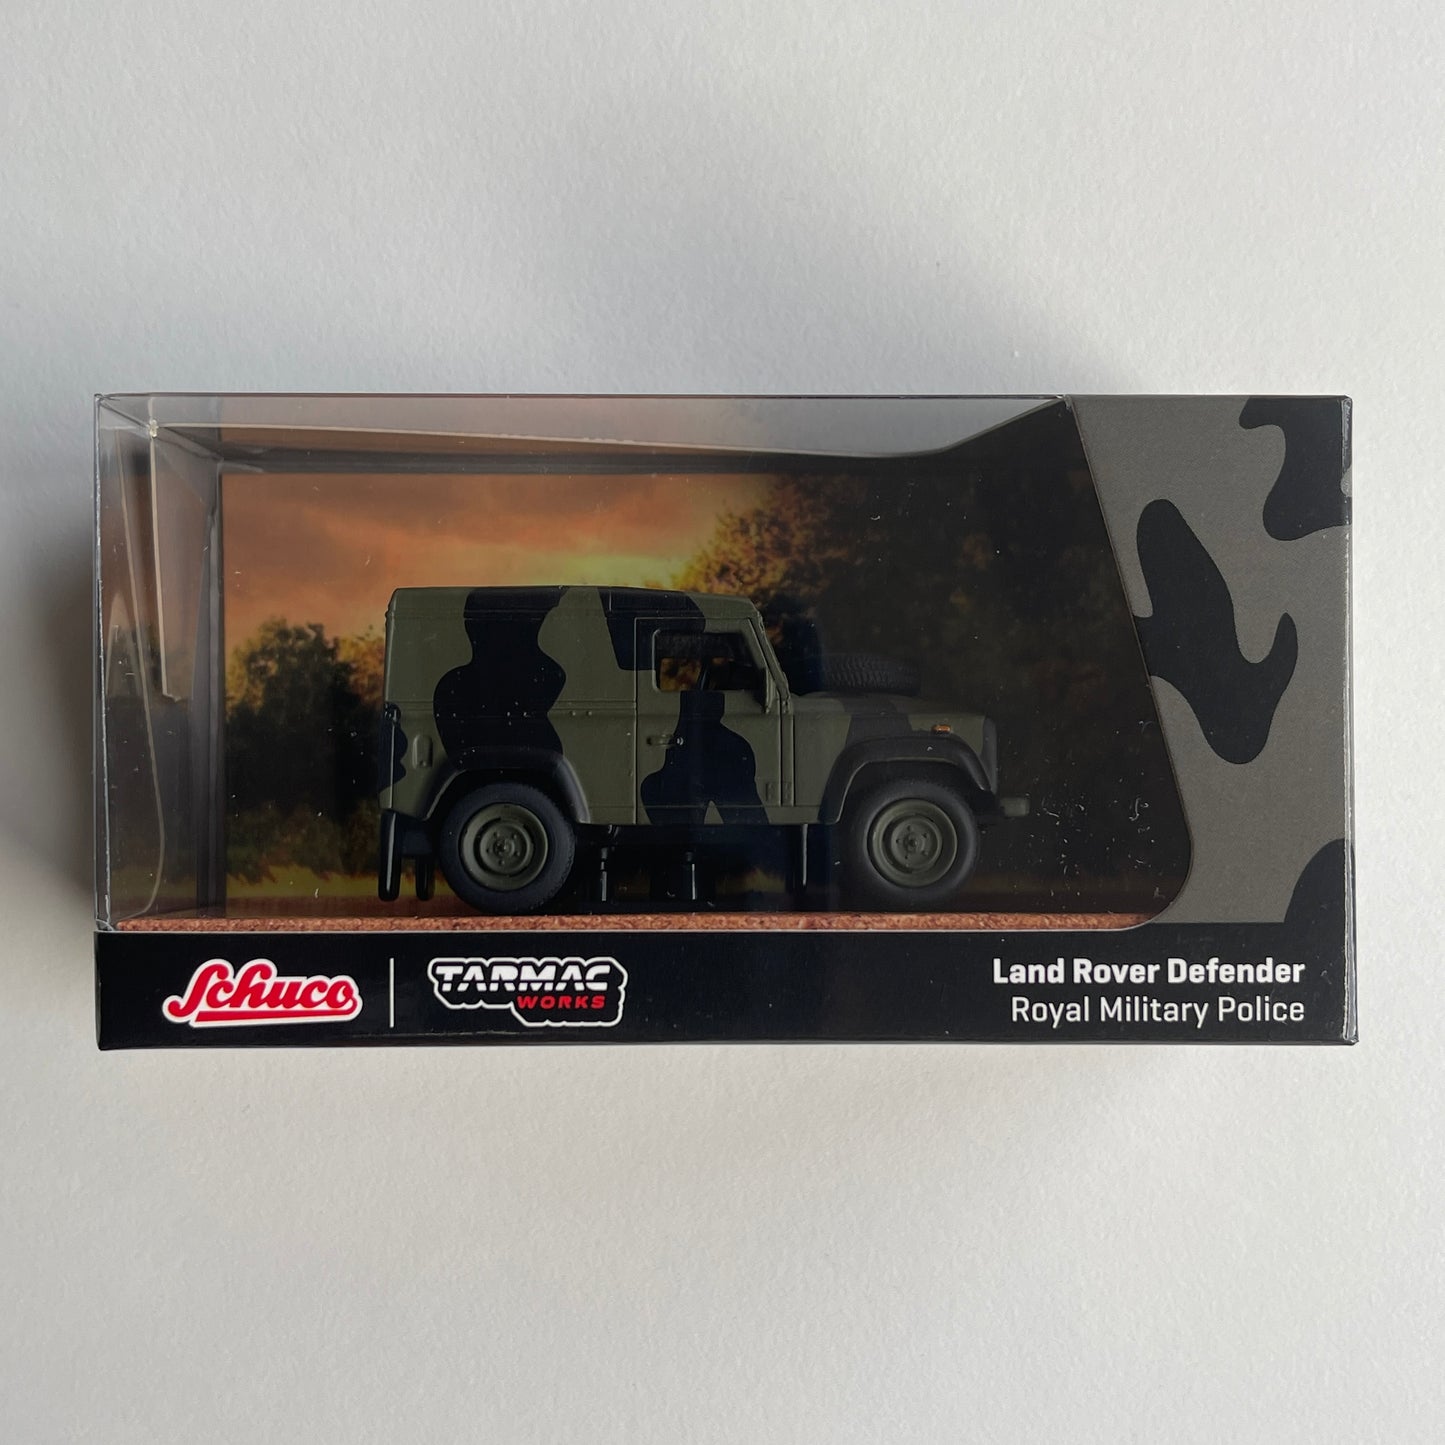 Schuco
TARMAC
WORKS
Land Rover Defender
Royal Military Police